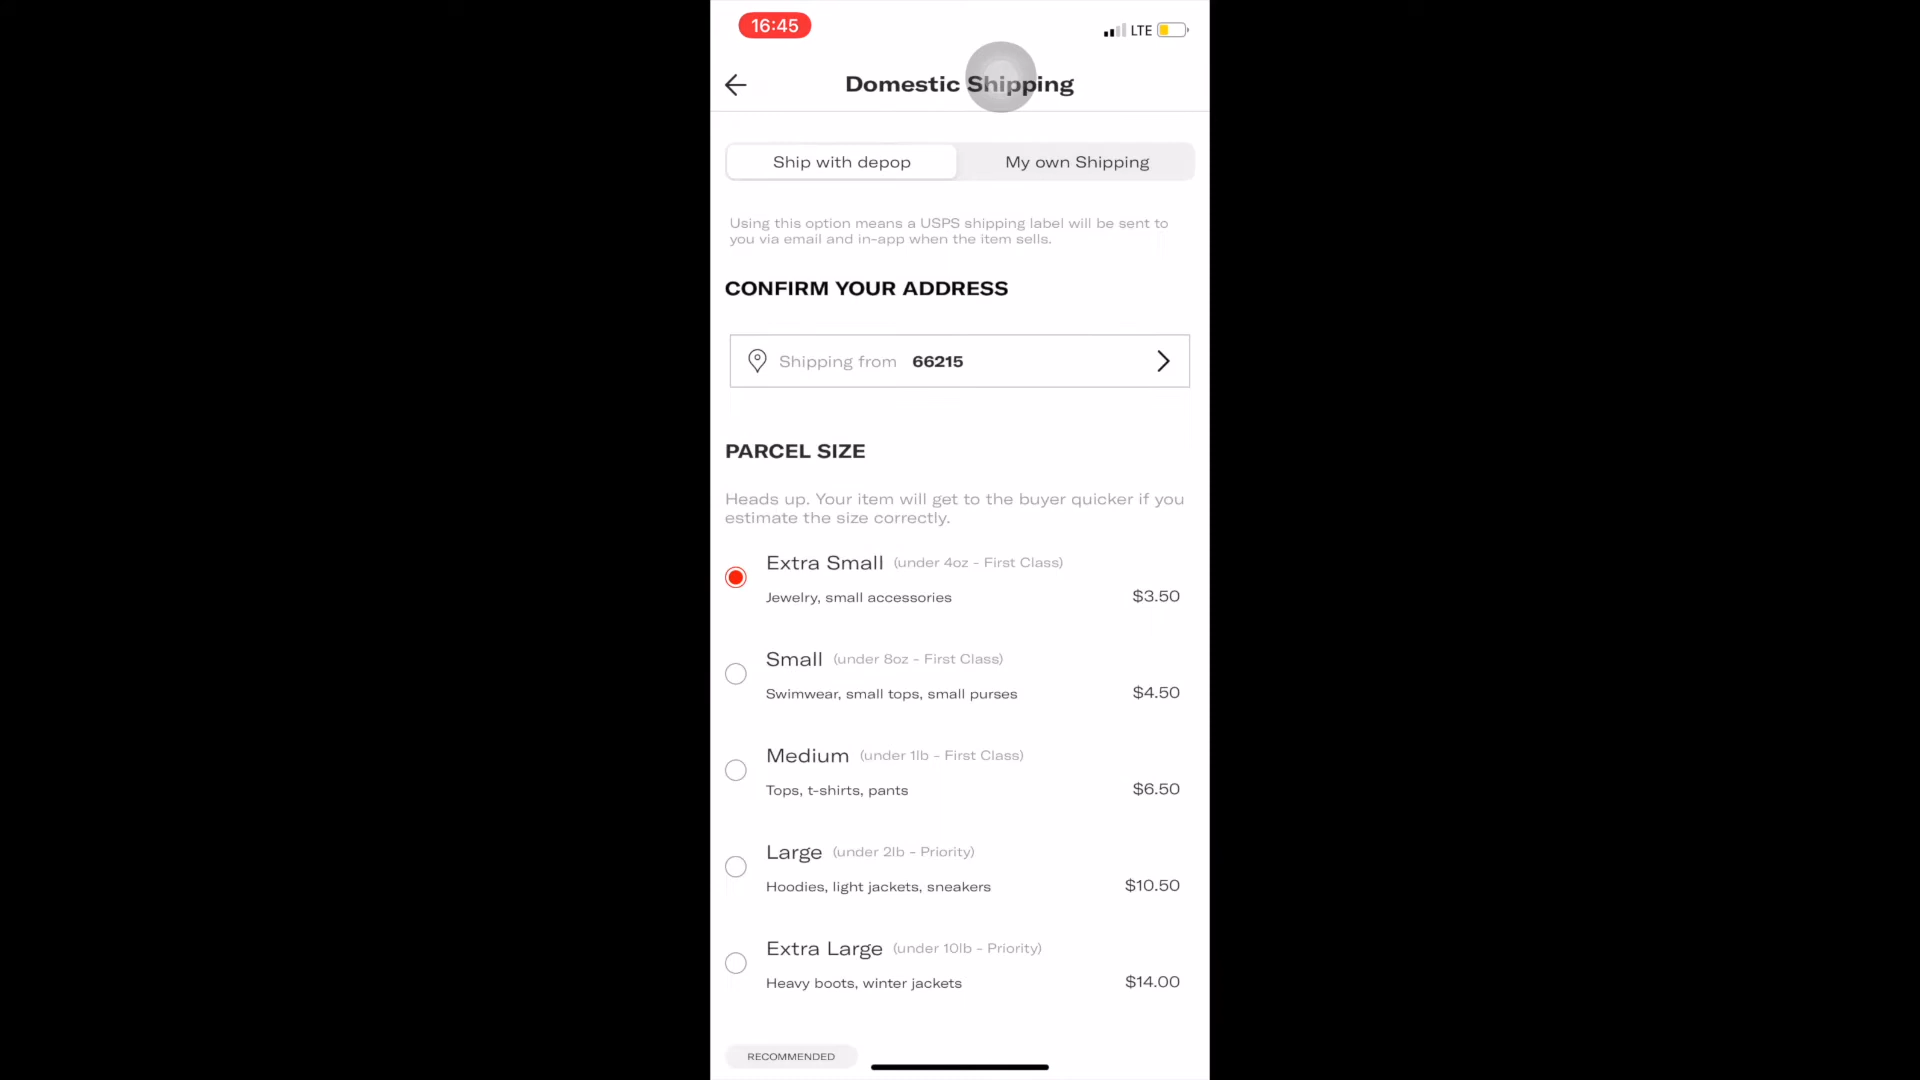 16:45
LTE
Domestic Shipping
Ship with depop
My own Shipping
Using this option means a USPS shipping label will be sent to
you via email and in-app when the item sells.
CONFIRM YOUR ADDRESS
Shipping from 66215
PARCEL SIZE
Heads up. Your item will get to the buyer quicker if you
estimate the size correctly.
Extra Small (under 4oz - First Class)
Jewelry, small accessories $3.50
Small (under 8oz - First Class)
Swimwear, small tops, small purses $4.50
Medium (under 1lb - First Class)
Tops, t-shirts, pants $6.50
Large (under 2lb - Priority)
Hoodies, light jackets, sneakers $10.50
Extra Large (under 10lb - Priority)
Heavy boots, winter jackets $14.00
RECOMMENDED